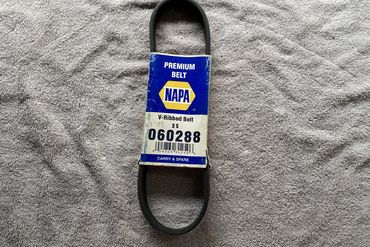 PREMIUM
BELT
NAPA
V-Ribbed Belt
25
060288
CARRY A SPARE